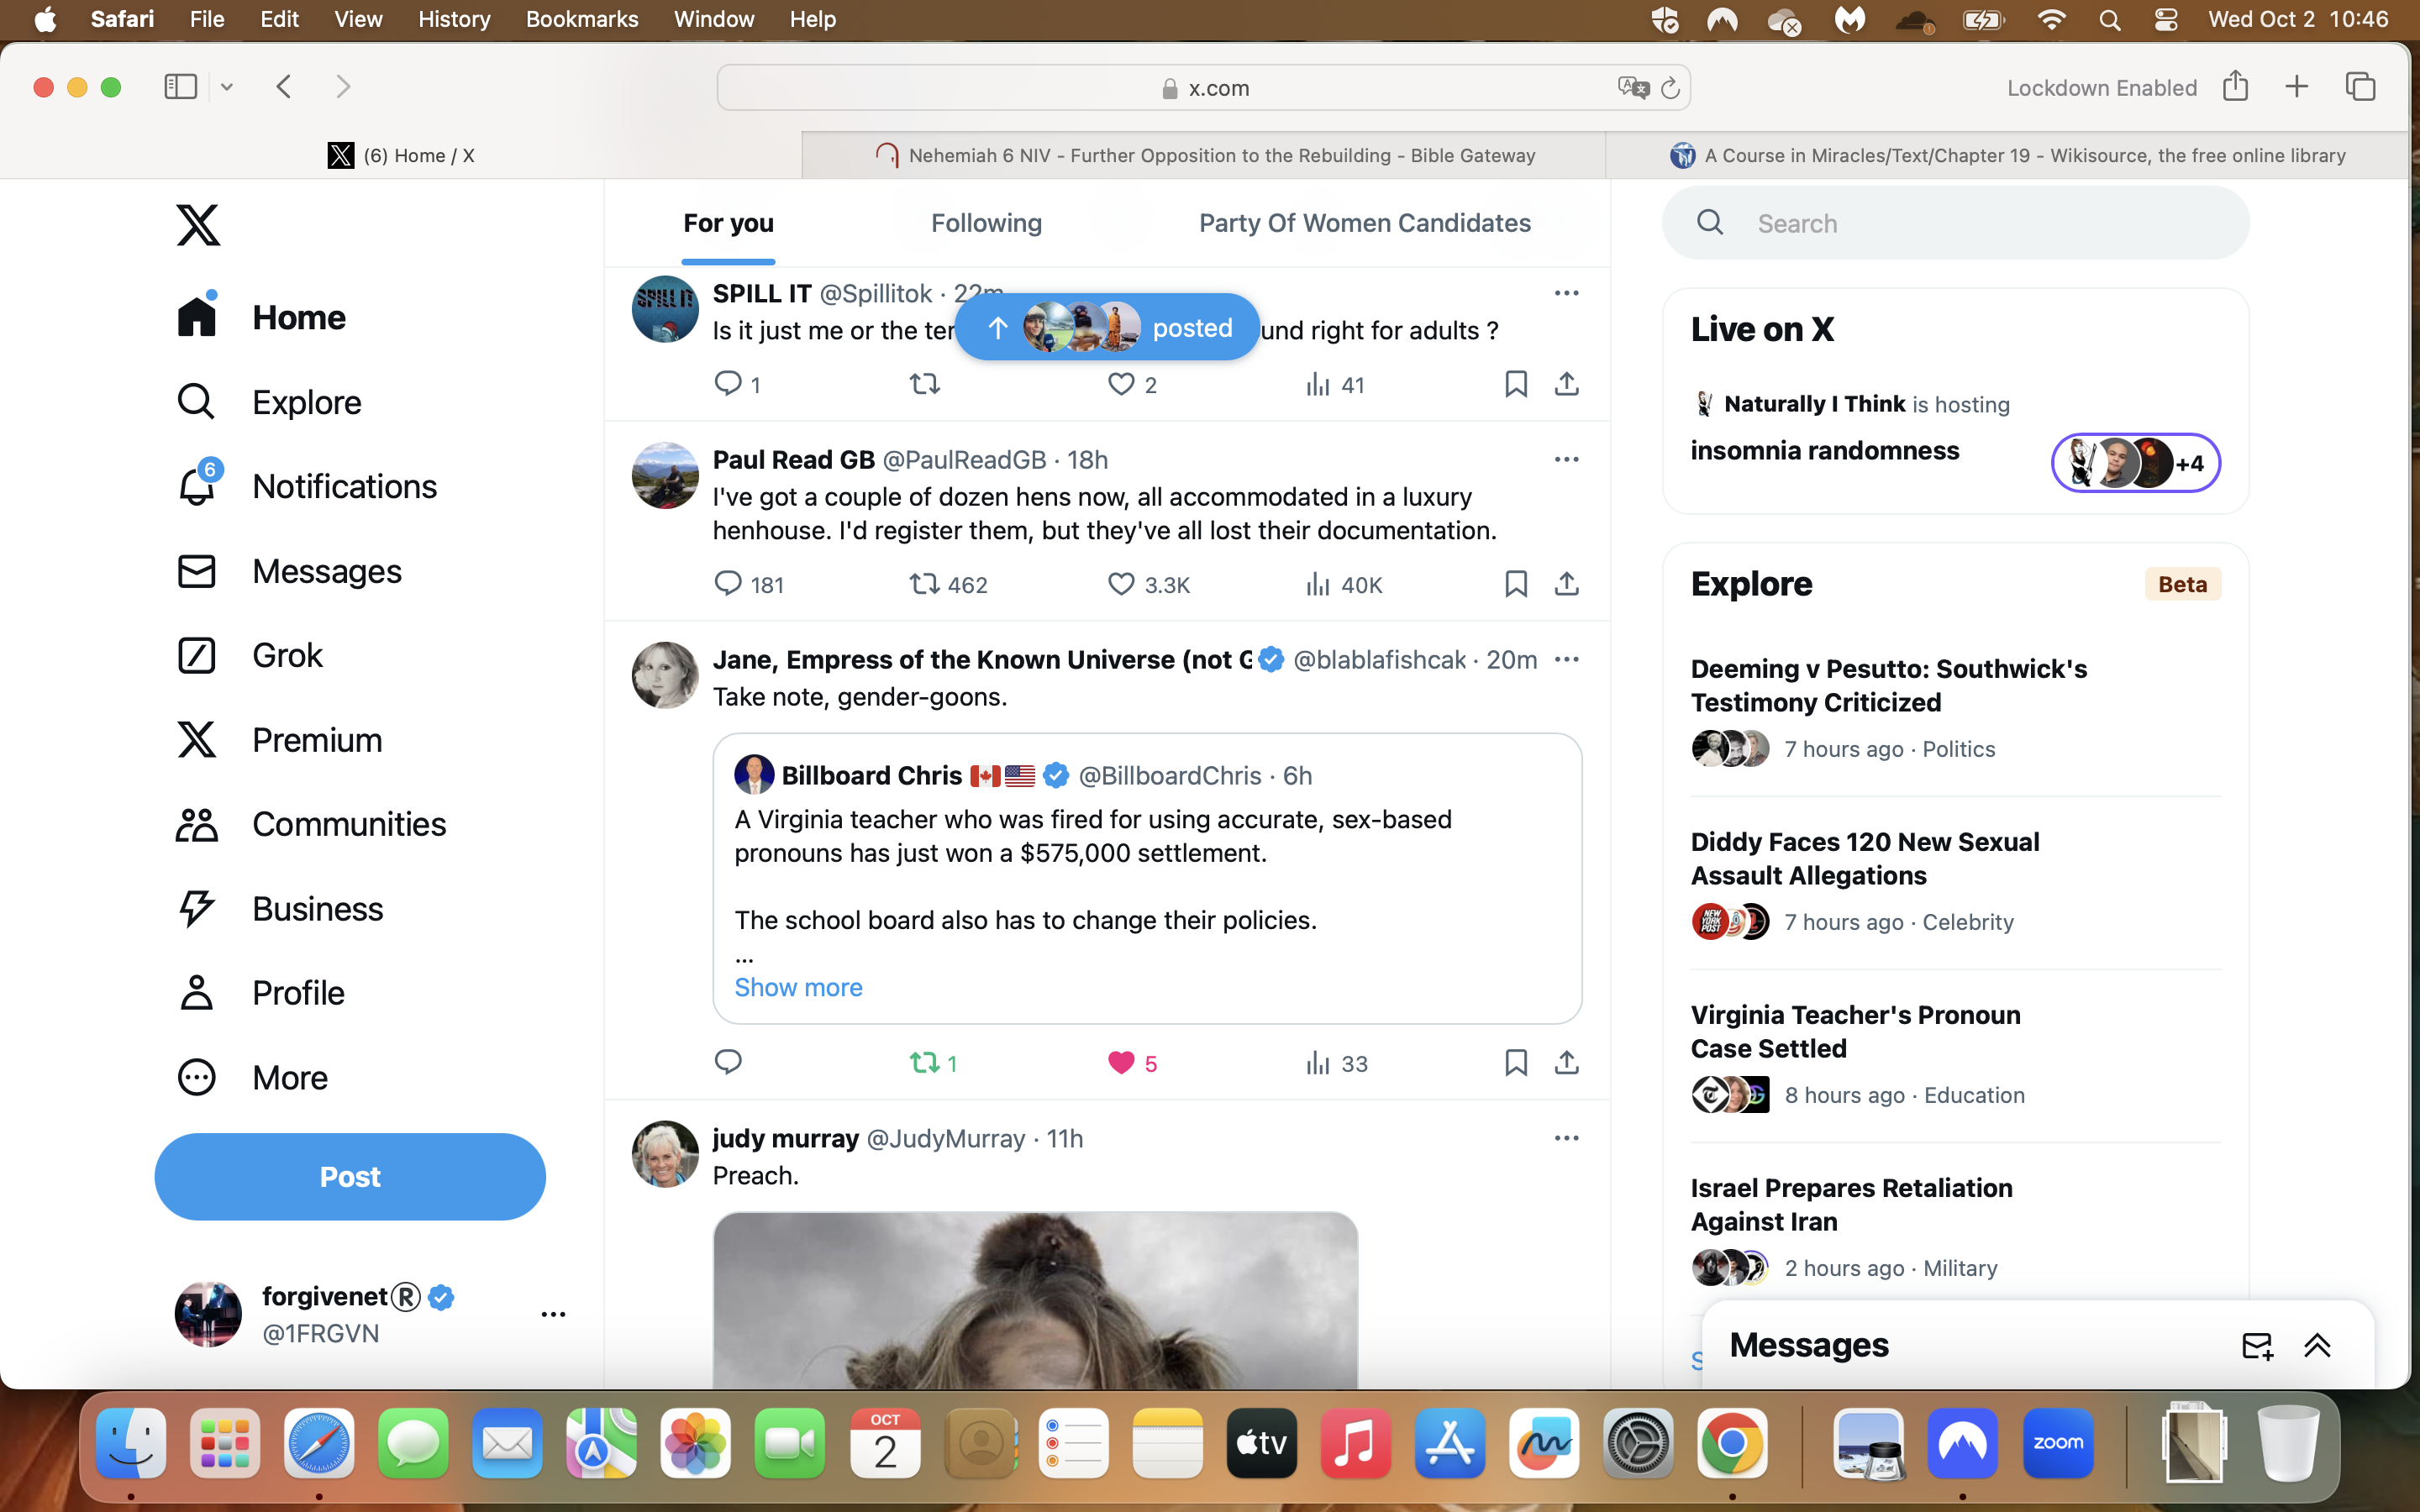 Safari File Edit View History Bookmarks Window Help
Wed Oct 2 10:46
x.com
Lockdown Enabled
(6) Home / X
Nehemiah 6 NIV - Further Opposition to the Rebuilding - Bible Gateway
A Course in Miracles/Text/Chapter 19 - Wikisource, the free online library
Home
Explore
6
Notifications
Messages
Grok
Premium
Communities
Business
Profile
More
Post
forgivenet®
@1FRGVN
For you
Following
Party Of Women Candidates
SPILL IT
SPILL IT @Spillitok · 22m
Is it just me or the ter
und right for adults ?
posted
1
2
41
Paul Read GB @PaulReadGB · 18h
I've got a couple of dozen hens now, all accommodated in a luxury
henhouse. I'd register them, but they've all lost their documentation.
181
462
3.3K
40K
Jane, Empress of the Known Universe (not G @blablafishcak · 20m
Take note, gender-goons.
Billboard Chris @BillboardChris · 6h
A Virginia teacher who was fired for using accurate, sex-based
pronouns has just won a $575,000 settlement.
The school board also has to change their policies.
...
Show more
1
5
33
judy murray @JudyMurray · 11h
Preach.
Search
Live on X
Naturally I Think is hosting
insomnia randomness
+4
Explore
Beta
Deeming v Pesutto: Southwick's
Testimony Criticized
7 hours ago · Politics
Diddy Faces 120 New Sexual
Assault Allegations
NEW YORK POST
7 hours ago · Celebrity
Virginia Teacher's Pronoun
Case Settled
8 hours ago · Education
Israel Prepares Retaliation
Against Iran
2 hours ago · Military
S
Messages
OCT
2
tv
zoom